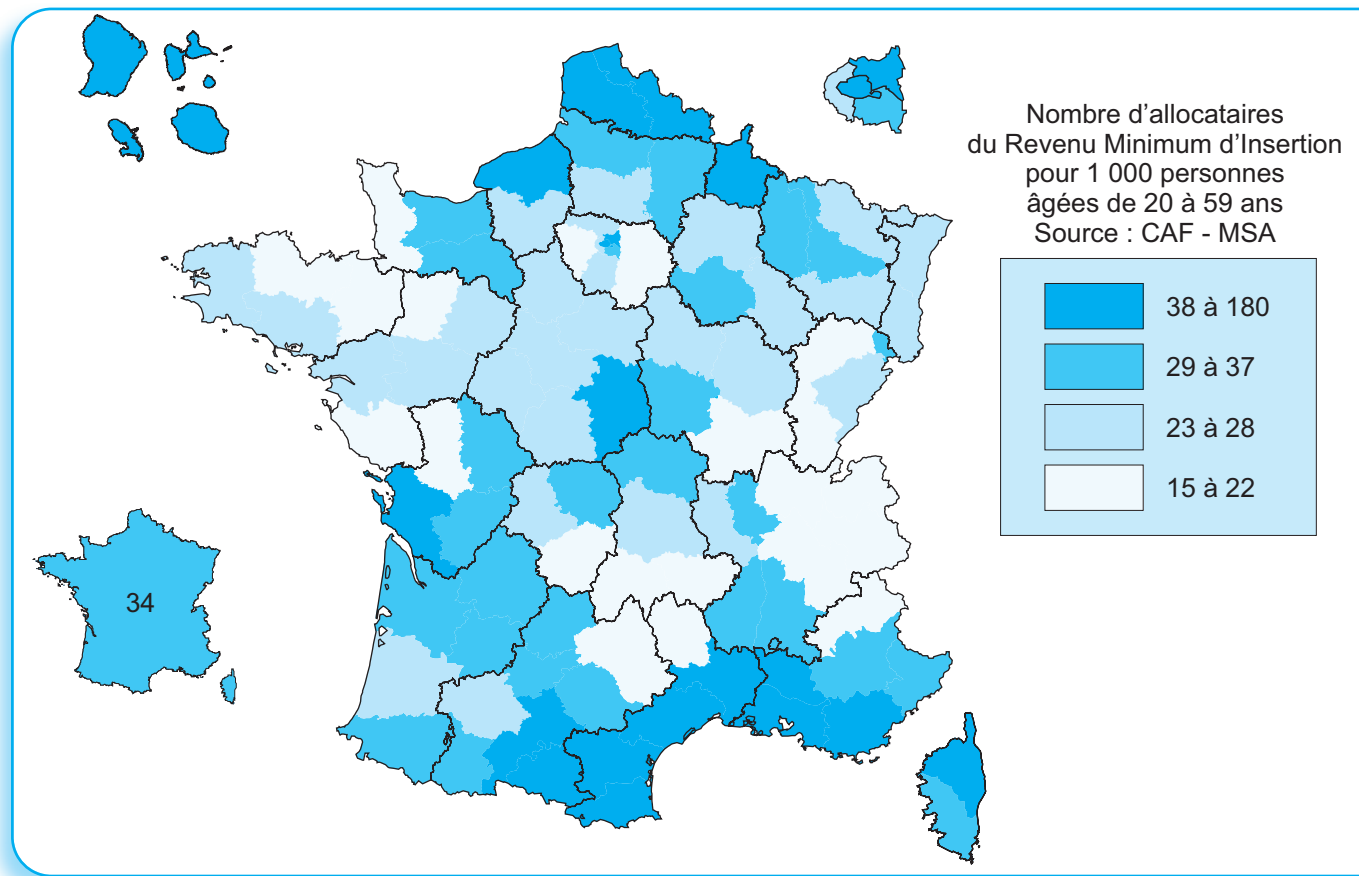 Nombre d'allocataires
du Revenu Minimum d'Insertion
pour 1 000 personnes
âgées de 20 à 59 ans
Source : CAF - MSA
38 à 180
29 à 37
23 à 28
15 à 22
34